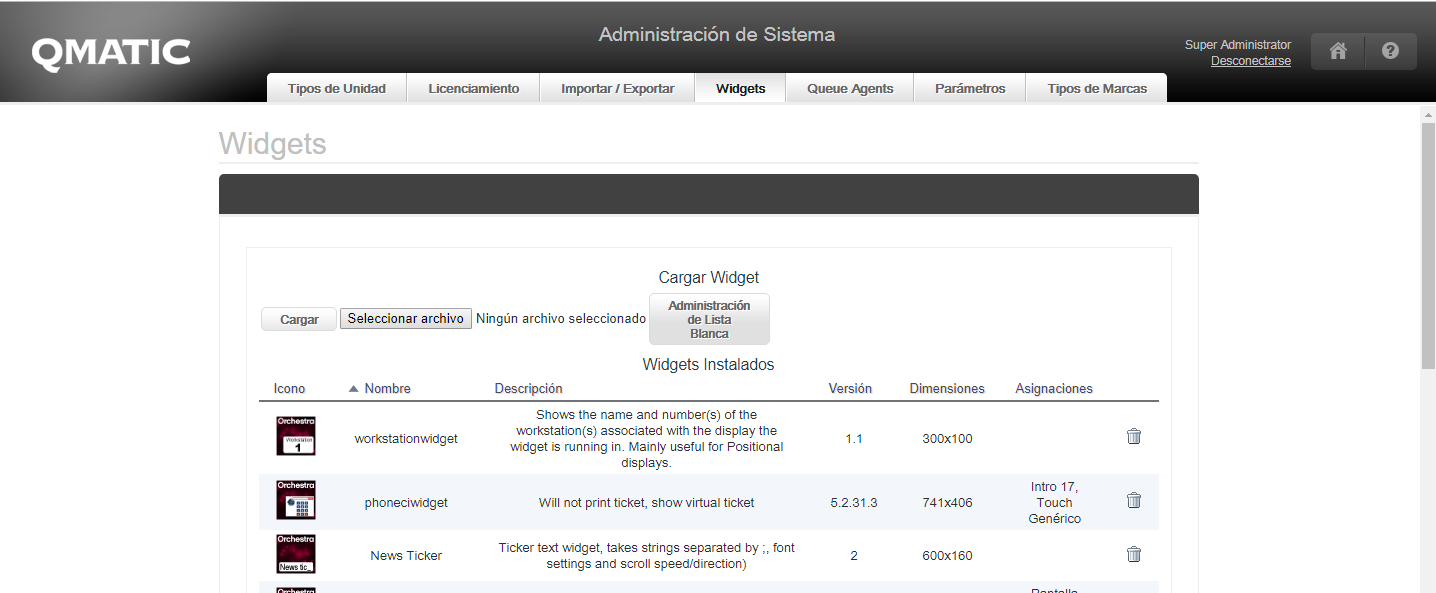 QMATIC
Administración de Sistema
Super Administrator
Desconectarse
Tipos de Unidad
Licenciamiento
Importar / Exportar
Widgets
Queue Agents
Parámetros
Tipos de Marcas
Widgets
Cargar Widget
Cargar
Seleccionar archivo
Ningún archivo seleccionado
Administración
de Lista
Blanca
Widgets Instalados
Icono
Nombre
Descripción
Versión
Dimensiones
Asignaciones
Orchestra
Workstation
1
workstationwidget
Shows the name and number(s) of the
workstation(s) associated with the display the
widget is running in. Mainly useful for Positional
displays.
1.1
300x100
Orchestra
phoneciwidget
Will not print ticket, show virtual ticket
5.2.31.3
741x406
Intro 17,
Touch
Genérico
Orchestra
News tic_
News Ticker
Ticker text widget, takes strings separated by ;, font
settings and scroll speed/direction)
2
600x160
Orchestra
Pantalla